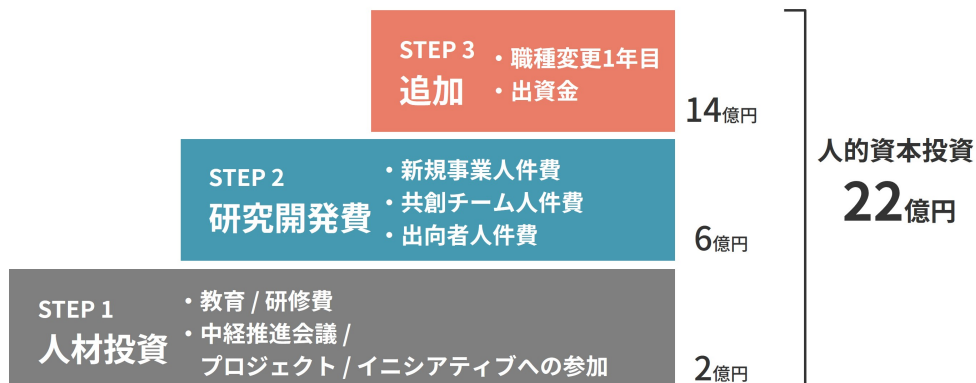 STEP 3
追加
・職種変更1年目
・出資金
14億円
STEP 2
研究開発費
・新規事業人件費
・共創チーム人件費
・出向者人件費
6億円
STEP 1
人材投資
・教育 / 研修費
・中経推進会議 /
プロジェクト / イニシアティブへの参加
2億円
人的資本投資
22億円